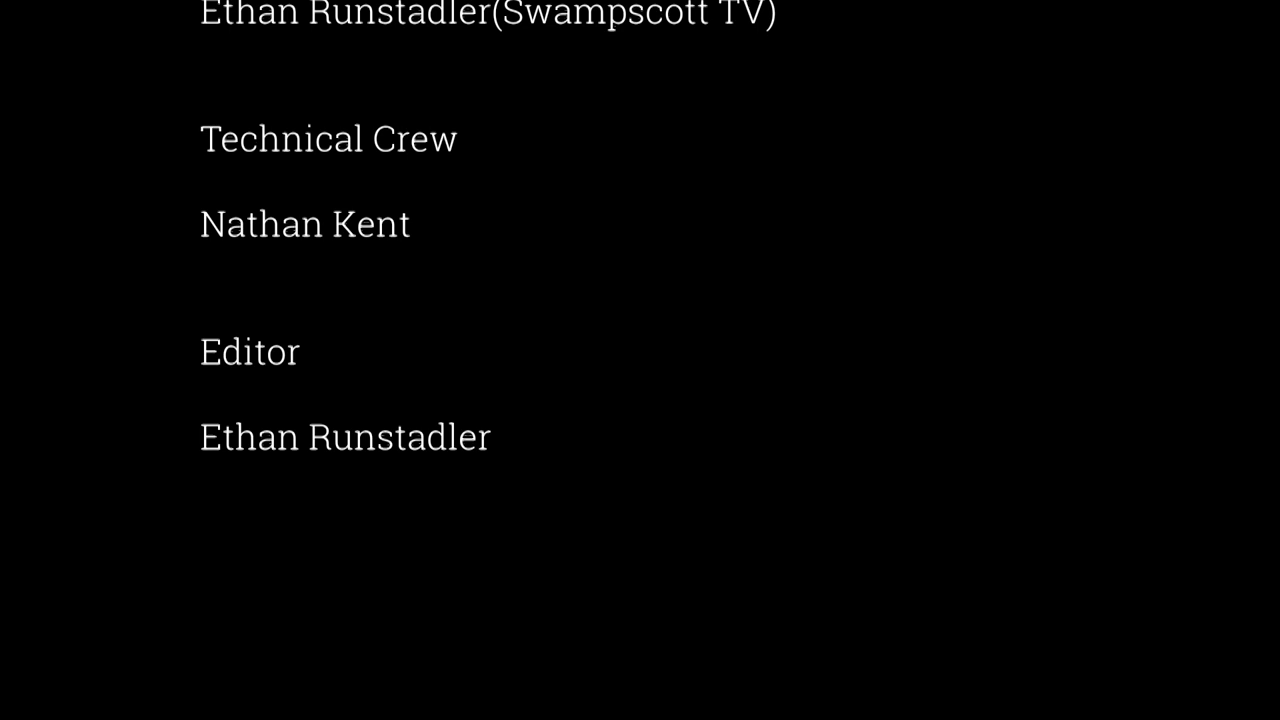 Ethan Runstadler(Swampscott TV)
Technical Crew
Nathan Kent
Editor
Ethan Runstadler